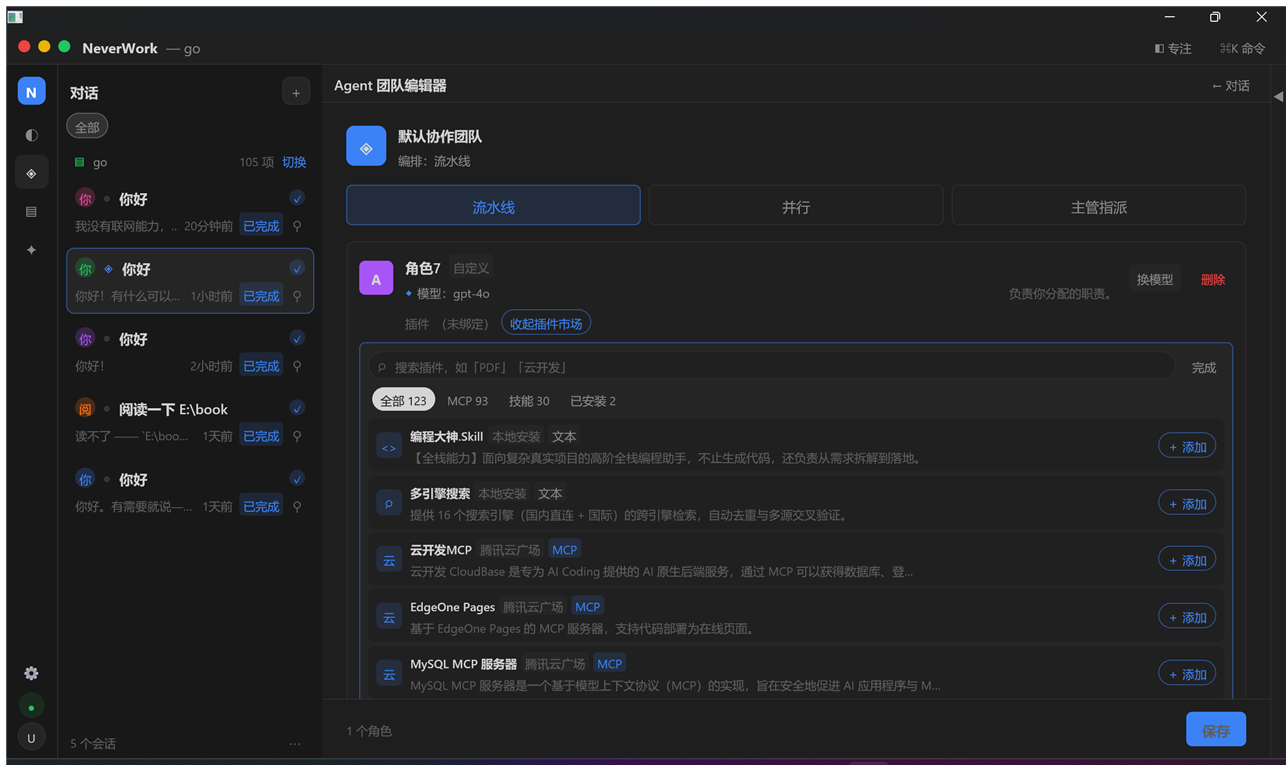 NeverWork — go
专注
⌘K 命令
N
对话
+
全部
go 105 项 切换
你 你好 ✓
我没有联网能力，... 20分钟前 已完成
你 你好 ✓
你好！有什么可以... 1小时前 已完成
你 你好 ✓
你好！ 2小时前 已完成
阅 阅读一下 E:\book ✓
读不了 —— `E:\boo... 1天前 已完成
你 你好 ✓
你好。有需要就说—... 1天前 已完成
U
5 个会话 ...
Agent 团队编辑器
← 对话
默认协作团队
编排：流水线
流水线
并行
主管指派
A
角色7 自定义
模型：gpt-4o
负责你分配的职责。
换模型
删除
插件 （未绑定） 收起插件市场
搜索插件，如「PDF」「云开发」
完成
全部 123 MCP 93 技能 30 已安装 2
<> 编程大神.Skill 本地安装 文本
【全栈能力】面向复杂真实项目的高阶全栈编程助手，不止生成代码，还负责从需求拆解到落地。
+ 添加
多引擎搜索 本地安装 文本
提供 16 个搜索引擎（国内直连 + 国际）的跨引擎检索，自动去重与多源交叉验证。
+ 添加
云 云开发MCP 腾讯云广场 MCP
云开发 CloudBase 是专为 AI Coding 提供的 AI 原生后端服务，通过 MCP 可以获得数据库、登...
+ 添加
云 EdgeOne Pages 腾讯云广场 MCP
基于 EdgeOne Pages 的 MCP 服务器，支持代码部署为在线页面。
+ 添加
云 MySQL MCP 服务器 腾讯云广场 MCP
MySQL MCP 服务器是一个基于模型上下文协议（MCP）的实现，旨在安全地促进 AI 应用程序与 M...
+ 添加
1 个角色
保存